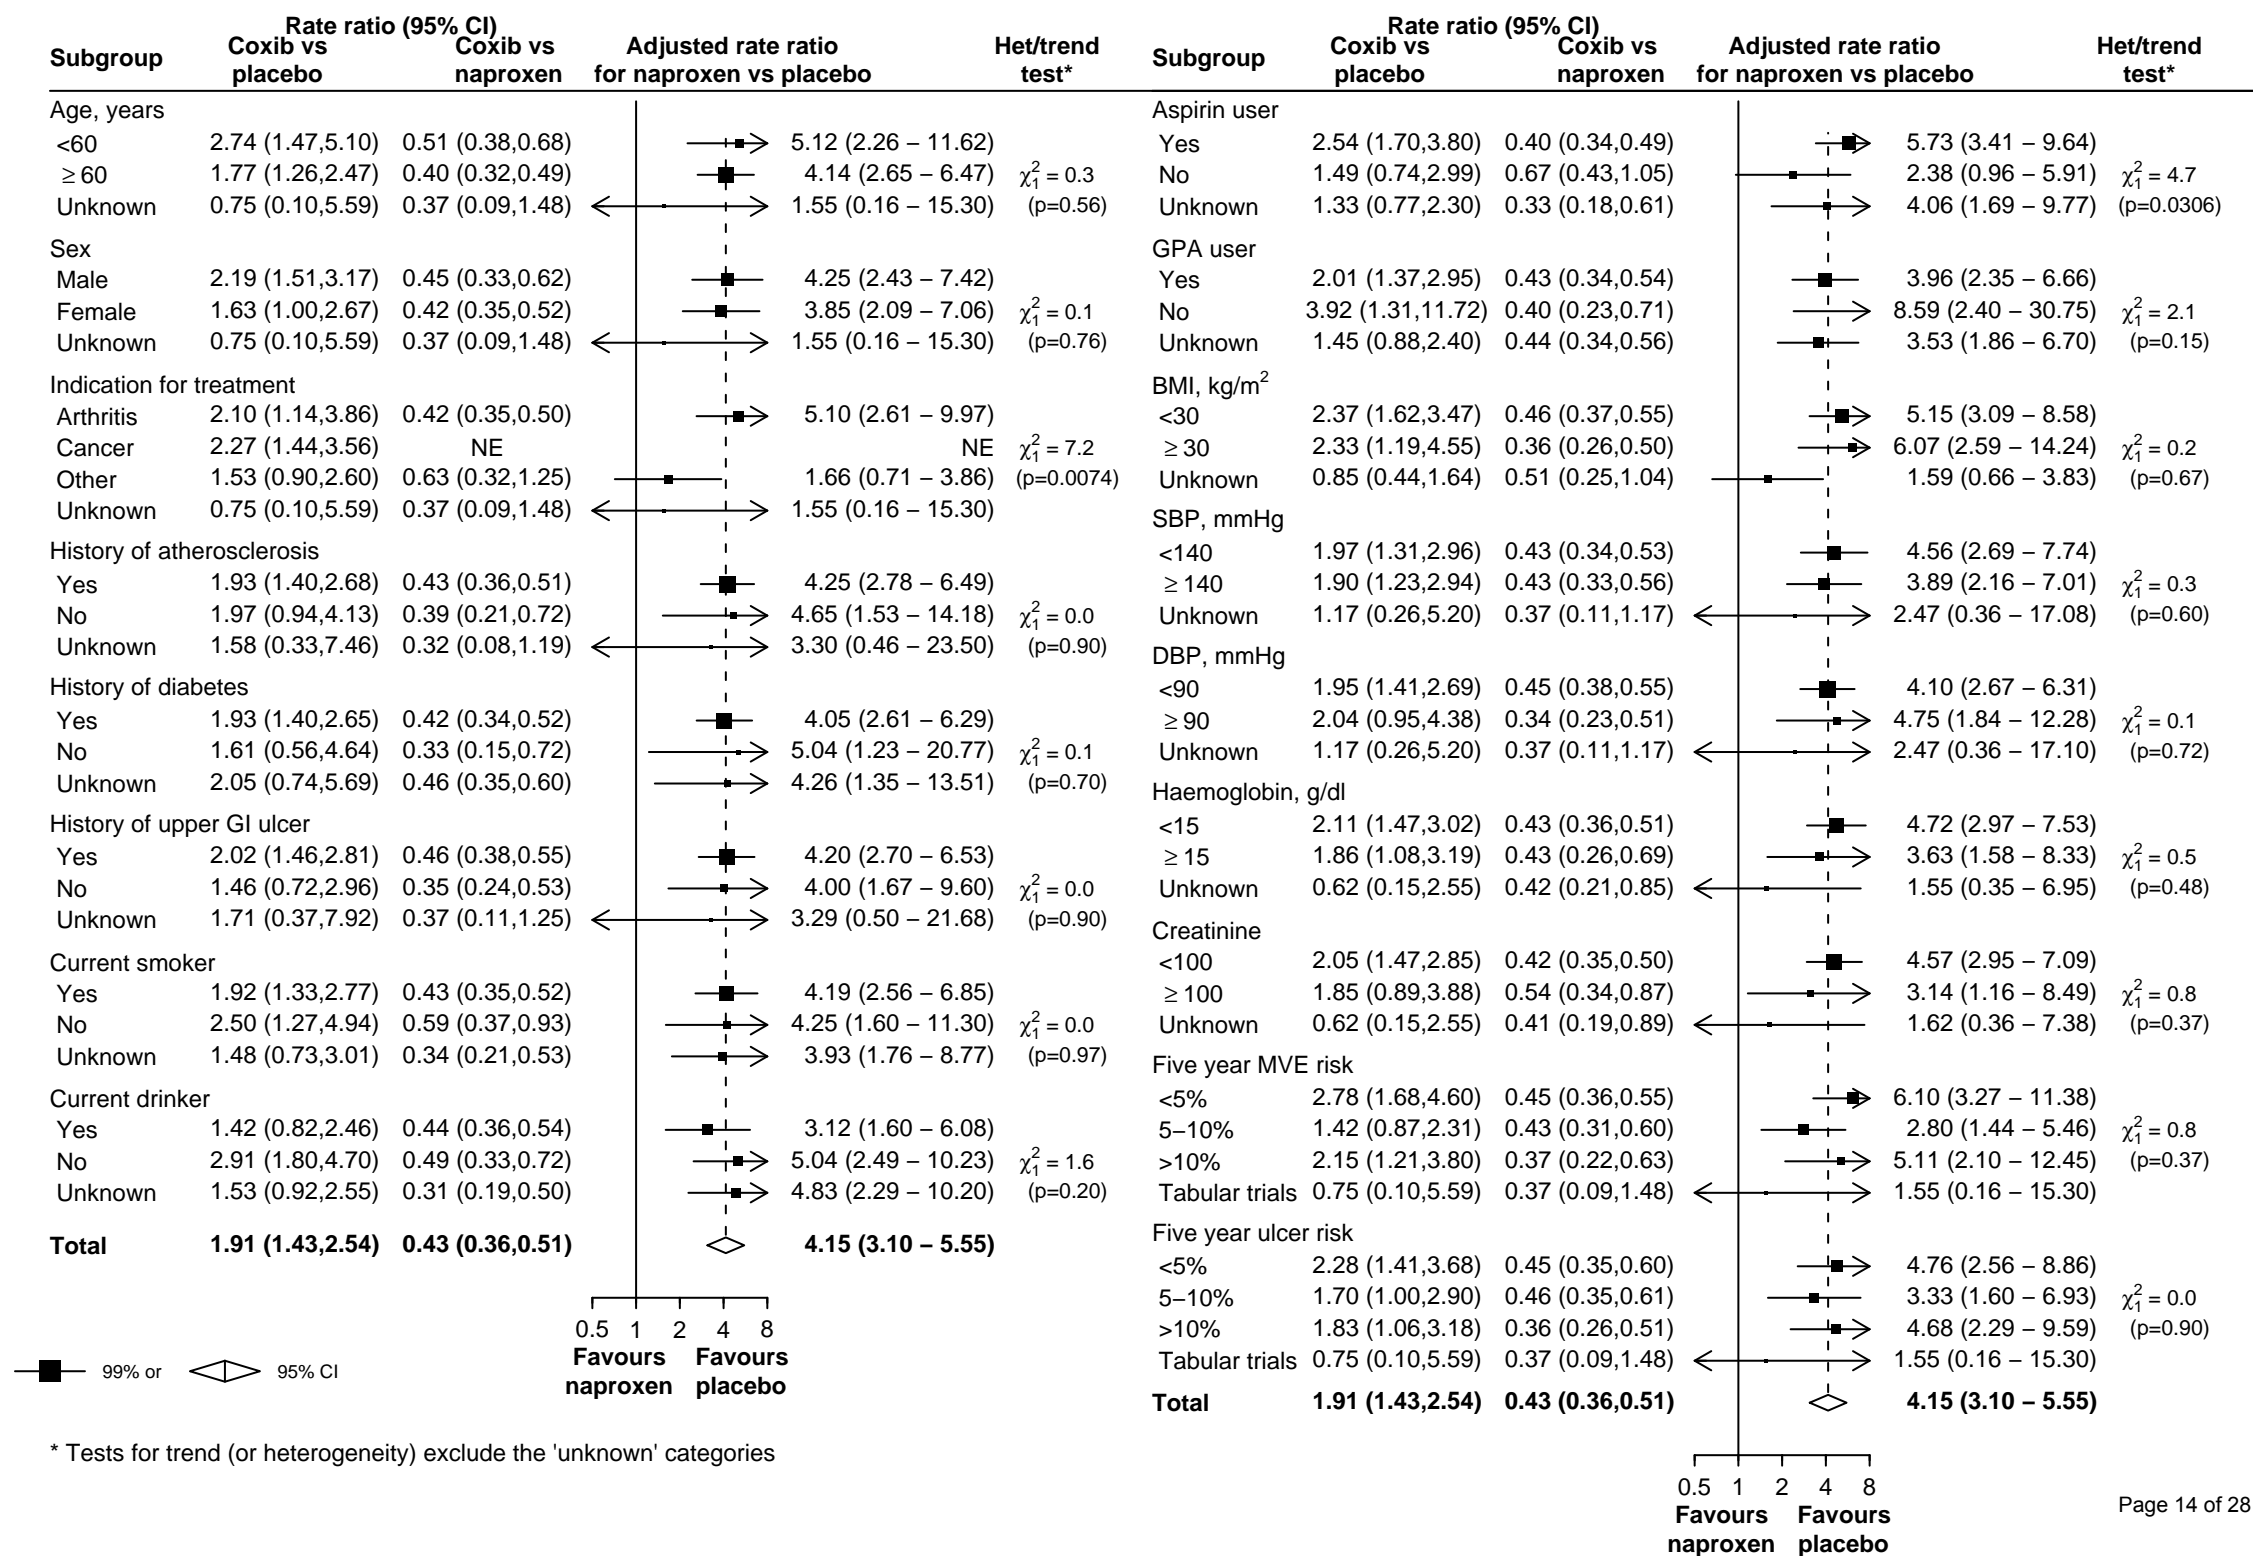 Rate ratio (95% CI)
Subgroup Coxib vs placebo Coxib vs naproxen Adjusted rate ratio for naproxen vs placebo Het/trend test*
Age, years
<60 2.74 (1.47,5.10) 0.51 (0.38,0.68) 5.12 (2.26 – 11.62)
≥ 60 1.77 (1.26,2.47) 0.40 (0.32,0.49) 4.14 (2.65 – 6.47) χ²₁ = 0.3
Unknown 0.75 (0.10,5.59) 0.37 (0.09,1.48) 1.55 (0.16 – 15.30) (p=0.56)
Sex
Male 2.19 (1.51,3.17) 0.45 (0.33,0.62) 4.25 (2.43 – 7.42)
Female 1.63 (1.00,2.67) 0.42 (0.35,0.52) 3.85 (2.09 – 7.06) χ²₁ = 0.1
Unknown 0.75 (0.10,5.59) 0.37 (0.09,1.48) 1.55 (0.16 – 15.30) (p=0.76)
Indication for treatment
Arthritis 2.10 (1.14,3.86) 0.42 (0.35,0.50) 5.10 (2.61 – 9.97)
Cancer 2.27 (1.44,3.56) NE NE χ²₁ = 7.2
Other 1.53 (0.90,2.60) 0.63 (0.32,1.25) 1.66 (0.71 – 3.86) (p=0.0074)
Unknown 0.75 (0.10,5.59) 0.37 (0.09,1.48) 1.55 (0.16 – 15.30)
History of atherosclerosis
Yes 1.93 (1.40,2.68) 0.43 (0.36,0.51) 4.25 (2.78 – 6.49)
No 1.97 (0.94,4.13) 0.39 (0.21,0.72) 4.65 (1.53 – 14.18) χ²₁ = 0.0
Unknown 1.58 (0.33,7.46) 0.32 (0.08,1.19) 3.30 (0.46 – 23.50) (p=0.90)
History of diabetes
Yes 1.93 (1.40,2.65) 0.42 (0.34,0.52) 4.05 (2.61 – 6.29)
No 1.61 (0.56,4.64) 0.33 (0.15,0.72) 5.04 (1.23 – 20.77) χ²₁ = 0.1
Unknown 2.05 (0.74,5.69) 0.46 (0.35,0.60) 4.26 (1.35 – 13.51) (p=0.70)
History of upper GI ulcer
Yes 2.02 (1.46,2.81) 0.46 (0.38,0.55) 4.20 (2.70 – 6.53)
No 1.46 (0.72,2.96) 0.35 (0.24,0.53) 4.00 (1.67 – 9.60) χ²₁ = 0.0
Unknown 1.71 (0.37,7.92) 0.37 (0.11,1.25) 3.29 (0.50 – 21.68) (p=0.90)
Current smoker
Yes 1.92 (1.33,2.77) 0.43 (0.35,0.52) 4.19 (2.56 – 6.85)
No 2.50 (1.27,4.94) 0.59 (0.37,0.93) 4.25 (1.60 – 11.30) χ²₁ = 0.0
Unknown 1.48 (0.73,3.01) 0.34 (0.21,0.53) 3.93 (1.76 – 8.77) (p=0.97)
Current drinker
Yes 1.42 (0.82,2.46) 0.44 (0.36,0.54) 3.12 (1.60 – 6.08)
No 2.91 (1.80,4.70) 0.49 (0.33,0.72) 5.04 (2.49 – 10.23) χ²₁ = 1.6
Unknown 1.53 (0.92,2.55) 0.31 (0.19,0.50) 4.83 (2.29 – 10.20) (p=0.20)
Total 1.91 (1.43,2.54) 0.43 (0.36,0.51) 4.15 (3.10 – 5.55)
0.5 1 2 4 8
Favours naproxen Favours placebo
99% or 95% CI
* Tests for trend (or heterogeneity) exclude the 'unknown' categories
Rate ratio (95% CI)
Subgroup Coxib vs placebo Coxib vs naproxen Adjusted rate ratio for naproxen vs placebo Het/trend test*
Aspirin user
Yes 2.54 (1.70,3.80) 0.40 (0.34,0.49) 5.73 (3.41 – 9.64)
No 1.49 (0.74,2.99) 0.67 (0.43,1.05) 2.38 (0.96 – 5.91) χ²₁ = 4.7
Unknown 1.33 (0.77,2.30) 0.33 (0.18,0.61) 4.06 (1.69 – 9.77) (p=0.0306)
GPA user
Yes 2.01 (1.37,2.95) 0.43 (0.34,0.54) 3.96 (2.35 – 6.66)
No 3.92 (1.31,11.72) 0.40 (0.23,0.71) 8.59 (2.40 – 30.75) χ²₁ = 2.1
Unknown 1.45 (0.88,2.40) 0.44 (0.34,0.56) 3.53 (1.86 – 6.70) (p=0.15)
BMI, kg/m²
<30 2.37 (1.62,3.47) 0.46 (0.37,0.55) 5.15 (3.09 – 8.58)
≥ 30 2.33 (1.19,4.55) 0.36 (0.26,0.50) 6.07 (2.59 – 14.24) χ²₁ = 0.2
Unknown 0.85 (0.44,1.64) 0.51 (0.25,1.04) 1.59 (0.66 – 3.83) (p=0.67)
SBP, mmHg
<140 1.97 (1.31,2.96) 0.43 (0.34,0.53) 4.56 (2.69 – 7.74)
≥ 140 1.90 (1.23,2.94) 0.43 (0.33,0.56) 3.89 (2.16 – 7.01) χ²₁ = 0.3
Unknown 1.17 (0.26,5.20) 0.37 (0.11,1.17) 2.47 (0.36 – 17.08) (p=0.60)
DBP, mmHg
<90 1.95 (1.41,2.69) 0.45 (0.38,0.55) 4.10 (2.67 – 6.31)
≥ 90 2.04 (0.95,4.38) 0.34 (0.23,0.51) 4.75 (1.84 – 12.28) χ²₁ = 0.1
Unknown 1.17 (0.26,5.20) 0.37 (0.11,1.17) 2.47 (0.36 – 17.10) (p=0.72)
Haemoglobin, g/dl
<15 2.11 (1.47,3.02) 0.43 (0.36,0.51) 4.72 (2.97 – 7.53)
≥ 15 1.86 (1.08,3.19) 0.43 (0.26,0.69) 3.63 (1.58 – 8.33) χ²₁ = 0.5
Unknown 0.62 (0.15,2.55) 0.42 (0.21,0.85) 1.55 (0.35 – 6.95) (p=0.48)
Creatinine
<100 2.05 (1.47,2.85) 0.42 (0.35,0.50) 4.57 (2.95 – 7.09)
≥ 100 1.85 (0.89,3.88) 0.54 (0.34,0.87) 3.14 (1.16 – 8.49) χ²₁ = 0.8
Unknown 0.62 (0.15,2.55) 0.41 (0.19,0.89) 1.62 (0.36 – 7.38) (p=0.37)
Five year MVE risk
<5% 2.78 (1.68,4.60) 0.45 (0.36,0.55) 6.10 (3.27 – 11.38)
5–10% 1.42 (0.87,2.31) 0.43 (0.31,0.60) 2.80 (1.44 – 5.46) χ²₁ = 0.8
>10% 2.15 (1.21,3.80) 0.37 (0.22,0.63) 5.11 (2.10 – 12.45) (p=0.37)
Tabular trials 0.75 (0.10,5.59) 0.37 (0.09,1.48) 1.55 (0.16 – 15.30)
Five year ulcer risk
<5% 2.28 (1.41,3.68) 0.45 (0.35,0.60) 4.76 (2.56 – 8.86)
5–10% 1.70 (1.00,2.90) 0.46 (0.35,0.61) 3.33 (1.60 – 6.93) χ²₁ = 0.0
>10% 1.83 (1.06,3.18) 0.36 (0.26,0.51) 4.68 (2.29 – 9.59) (p=0.90)
Tabular trials 0.75 (0.10,5.59) 0.37 (0.09,1.48) 1.55 (0.16 – 15.30)
Total 1.91 (1.43,2.54) 0.43 (0.36,0.51) 4.15 (3.10 – 5.55)
0.5 1 2 4 8
Favours naproxen Favours placebo
Page 14 of 28